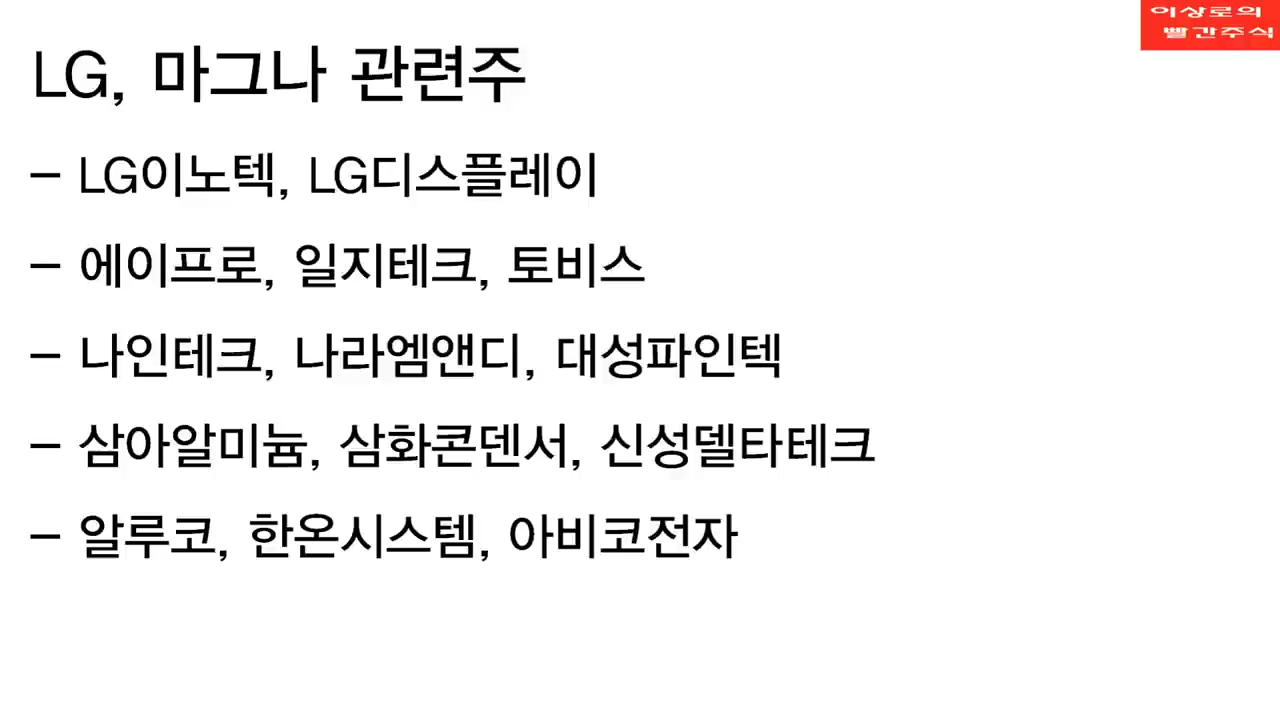 이상로의
빨간주식
LG, 마그나 관련주
– LG이노텍, LG디스플레이
– 에이프로, 일지테크, 토비스
– 나인테크, 나라엠앤디, 대성파인텍
– 삼아알미늄, 삼화콘덴서, 신성델타테크
– 알루코, 한온시스템, 아비코전자